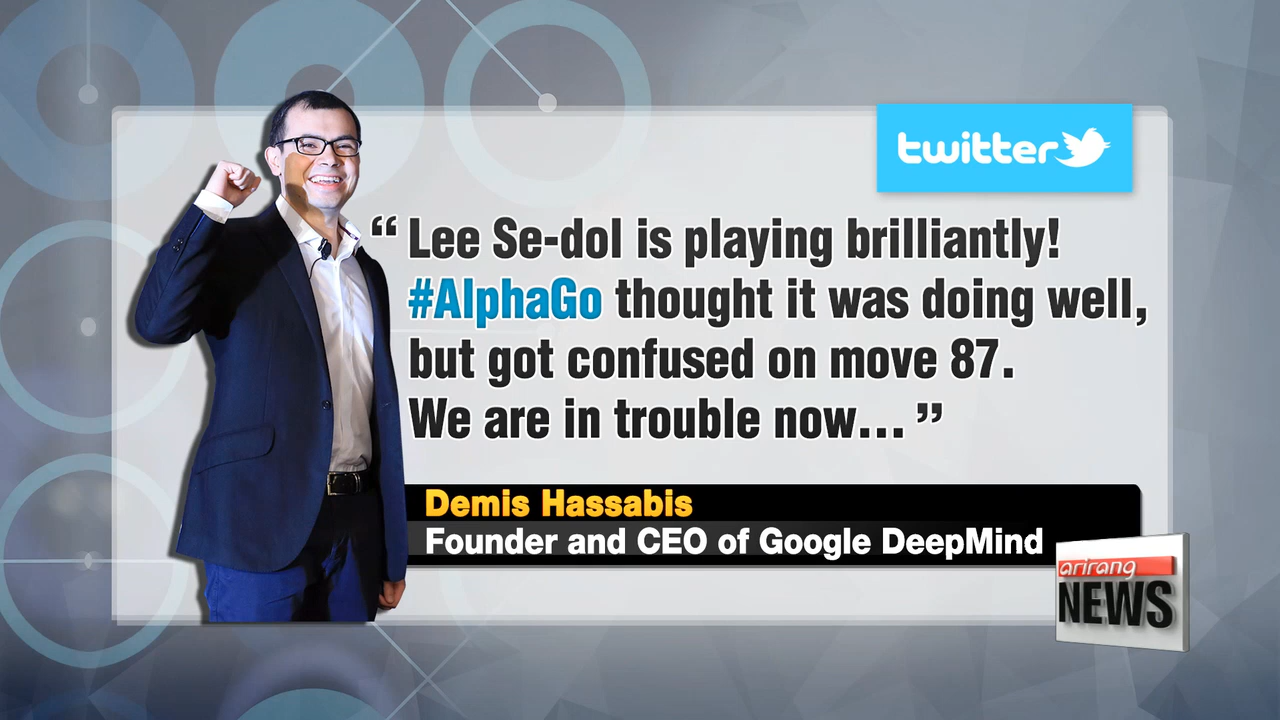 twitter
“ Lee Se-dol is playing brilliantly!
#AlphaGo thought it was doing well,
but got confused on move 87.
We are in trouble now... ”
Demis Hassabis
Founder and CEO of Google DeepMind
arirang
NEWS